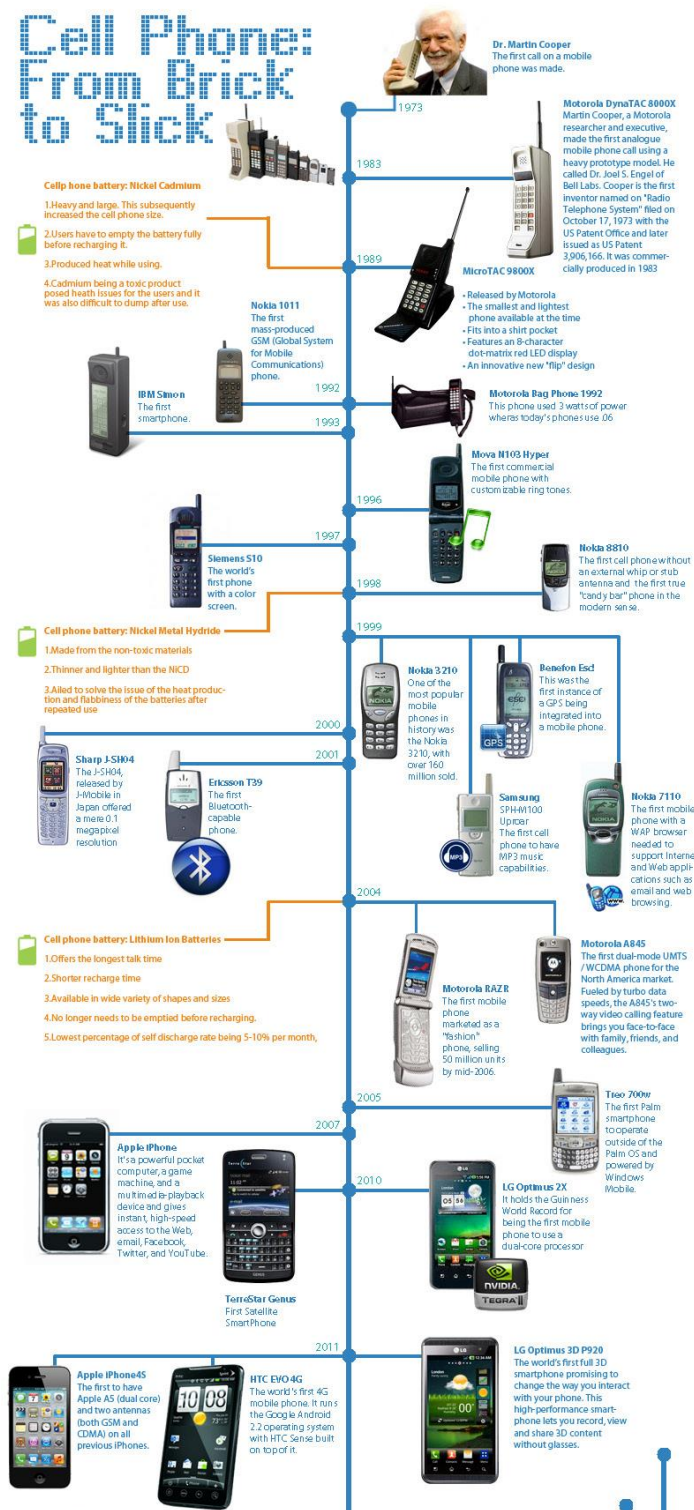 Cell Phone:
From Brick
to Slick
Dr. Martin Cooper
The first call on a mobile
phone was made.
1973
Motorola DynaTAC 8000X
Martin Cooper, a Motorola
researcher and executive,
made the first analogue
mobile phone call using a
heavy prototype model. He
called Dr. Joel S. Engel of
Bell Labs. Cooper is the first
inventor named on "Radio
Telephone System" filed on
October 17, 1973 with the
US Patent Office and later
issued as US Patent
3,906,166. It was commer-
cially produced in 1983
1983
Cellp hone battery: Nickel Cadmium
1.Heavy and large. This subsequently
increased the cell phone size.
2.Users have to empty the battery fully
before recharging it.
3.Produced heat while using.
4.Cadmium being a toxic product
posed heath issues for the users and it
was also difficult to dump after use.
1989
MicroTAC 9800X
• Released by Motorola
• The smallest and lightest
phone available at the time
• Fits into a shirt pocket
• Features an 8-character
dot-matrix red LED display
• An innovative new "flip" design
Nokia 1011
The first
mass-produced
GSM (Global System
for Mobile
Communications)
phone.
1992
Motorola Bag Phone 1992
This phone used 3 watts of power
wheras today's phones use .06
IBM Simon
The first
smartphone.
1993
Mova N103 Hyper
The first commercial
mobile phone with
customizable ring tones.
1996
1997
Siemens S10
The world's
first phone
with a color
screen.
Nokia 8810
The first cell phone without
an external whip or stub
antenna and the first true
"candy bar" phone in the
modern sense.
1998
Cell phone battery: Nickel Metal Hydride
1.Made from the non-toxic materials
2.Thinner and lighter than the NiCD
3.Ailed to solve the issue of the heat produc-
tion and flabbiness of the batteries after
repeated use
1999
Nokia 3210
One of the
most popular
mobile
phones in
history was
the Nokia
3210, with
over 160
million sold.
NOKIA
Benefon Esc!
This was the
first instance of
a GPS being
integrated into
a mobile phone.
ESC!
GPS
2000
Sharp J-SH04
The J-SH04,
released by
J-Mobile in
Japan offered
a mere 0.1
megapixel
resolution
2001
Ericsson T39
The first
Bluetooth-
capable
phone.
Samsung
SPH-M100
Uproar
The first cell
phone to have
MP3 music
capabilities.
MP3
Nokia 7110
The first mobile
phone with a
WAP browser
needed to
support Interne
and Web appli-
cations such as
email and web
browsing.
NOKIA
2004
Cell phone battery: Lithium Ion Batteries
1.Offers the longest talk time
2.Shorter recharge time
3.Available in wide variety of shapes and sizes
4.No longer needs to be emptied before recharging.
5.Lowest percentage of self discharge rate being 5-10% per month,
Motorola RAZR
The first mobile
phone
marketed as a
"fashion"
phone, selling
50 million units
by mid-2006.
Motorola A845
The first dual-mode UMTS
/ WCDMA phone for the
North America market.
Fueled by turbo data
speeds, the A845's two-
way video calling feature
brings you face-to-face
with family, friends, and
colleagues.
2005
Treo 700w
The first Palm
smartphone
to operate
outside of the
Palm OS and
powered by
Windows
Mobile.
2007
Apple iPhone
It's a powerful pocket
computer, a game
machine, and a
multimedia-playback
device and gives
instant, high-speed
access to the Web,
email, Facebook,
Twitter, and YouTube.
2010
TerreStar
TerreStar Genus
First Satellite
SmartPhone
LG
LG Optimus 2X
It holds the Guinness
World Record for
being the first mobile
phone to use a
dual-core processor
NVIDIA
TEGRA II
2011
Apple iPhone4S
The first to have
Apple A5 (dual core)
and two antennas
(both GSM and
CDMA) on all
previous iPhones.
10 08
HTC EVO 4G
The world's first 4G
mobile phone. It runs
the Google Android
2.2 operating system
with HTC Sense built
on top of it.
LG
LG Optimus 3D P920
The world's first full 3D
smartphone promising to
change the way you interact
with your phone. This
high-performance smart-
phone lets you record, view
and share 3D content
without glasses.